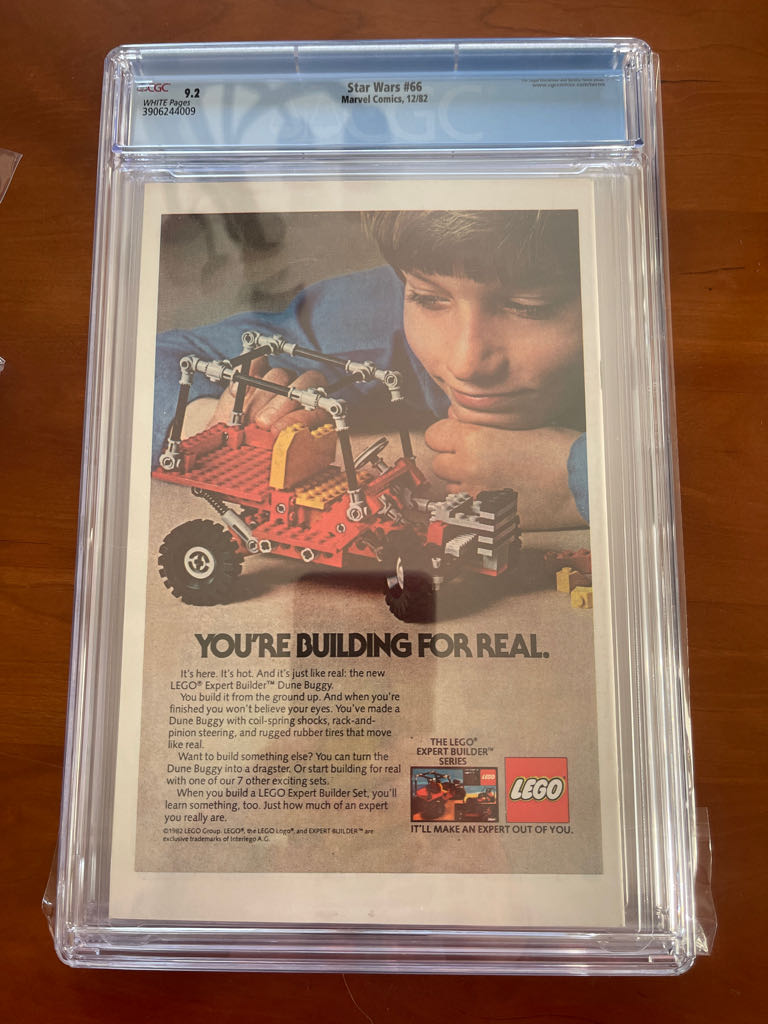 CGC 9.2
WHITE Pages
3906244009
Star Wars #66
Marvel Comics, 12/82
www.cgccomics.com/terms
CGC
YOU'RE BUILDING FOR REAL.
It's here. It's hot. And it's just like real: the new
LEGO® Expert Builder™ Dune Buggy.
You build it from the ground up. And when you're
finished you won't believe your eyes. You've made a
Dune Buggy with coil-spring shocks, rack-and-
pinion steering, and rugged rubber tires that move
like real.
Want to build something else? You can turn the
Dune Buggy into a dragster. Or start building for real
with one of our 7 other exciting sets.
When you build a LEGO Expert Builder Set, you'll
learn something, too. Just how much of an expert
you really are.
©1982 LEGO Group. LEGO®, the LEGO Logo®, and EXPERT BUILDER™ are
exclusive trademarks of Interlego A.G.
THE LEGO®
EXPERT BUILDER™
SERIES
LEGO
LEGO®
IT'LL MAKE AN EXPERT OUT OF YOU.